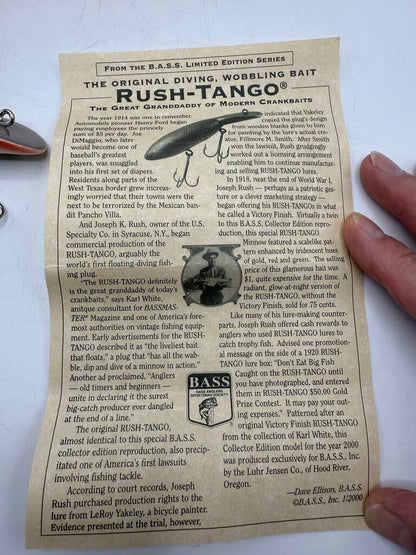 FROM THE B.A.S.S. LIMITED EDITION SERIES
THE ORIGINAL DIVING, WOBBLING BAIT
RUSH-TANGO®
THE GREAT GRANDDADDY OF MODERN CRANKBAITS
The year 1914 was one to remember.
Automobile pioneer Henry Ford began
paying employees the princely
sum of $5 per day. Joe
DiMaggio, who later
would become one of
baseball's greatest
players, was snuggled
into his first set of diapers.
Residents along parts of the
West Texas border grew increas-
ingly worried that their towns were the
next to be terrorized by the Mexican ban-
dit Pancho Villa.
And Joseph K. Rush, owner of the U.S.
Specialty Co. in Syracuse, N.Y., began
commercial production of the
RUSH-TANGO, arguably the
world's first floating-diving fish-
ing plug.
"The RUSH-TANGO definitely
is the great granddaddy of today's
crankbaits," says Karl White,
anitque consultant for BASSMAS-
TER® Magazine and one of America's fore-
most authorities on vintage fishing equip-
ment. Early advertisements for the RUSH-
TANGO described it as "the liveliest bait
that floats," a plug that "has all the wab-
ble, dip and dive of a minnow in action."
Another ad proclaimed, "Anglers
— old timers and beginners —
unite in declaring it the surest
big-catch producer ever dangled
at the end of a line."
The original RUSH-TANGO,
almost identical to this special B.A.S.S.
collector edition reproduction, also precip-
itated one of America's first lawsuits
involving fishing tackle.
According to court records, Joseph
Rush purchased production rights to the
lure from LeRoy Yakeley, a bicycle painter.
Evidence presented at the trial, however,
indicated that Yakeley
copied the plug's design
from wooden blanks given to him
for painting by the lure's actual crea-
tor, Fillmore M. Smith. After Smith
won the lawsuit, Rush grudgingly
worked out a licensing arrangement
enabling him to continue manufactur-
ing and selling RUSH-TANGO lures.
In 1918, near the end of World War I,
Joseph Rush — perhaps as a patriotic ges-
ture or a clever marketing strategy —
began offering his RUSH-TANGOs in what
he called a Victory Finish. Virtually a twin
to this B.A.S.S. Collector Edition repro-
duction, this special RUSH-TANGO
Minnow featured a scalelike pat-
tern enhanced by iridescent hues
of gold, red and green. The selling
price of this glamorous bait was
$1, quite expensive for the time. A
radiant, glow-at-night version of
the RUSH-TANGO, without the
Victory Finish, sold for 75 cents.
Like many of his lure-making counter-
parts, Joseph Rush offered cash rewards to
anglers who used RUSH-TANGO lures to
catch trophy fish. Advised one promotion-
al message on the side of a 1920 RUSH-
TANGO lure box: "Don't Eat Big Fish
Caught on the RUSH-TANGO until
you have photographed, and entered
them in RUSH-TANGO $50.00 Gold
Prize Contest. It may pay your out-
ing expenses." Patterned after an
original Victory Finish RUSH-TANGO
from the collection of Karl White, this
Collector Edition model for the year 2000
was produced exclusively for B.A.S.S., Inc.
by the Luhr Jensen Co., of Hood River,
Oregon.
—Dave Ellison, B.A.S.S.
©B.A.S.S., Inc. 1/2000
BASS
BASS ANGLERS
SPORTSMAN SOCIETY